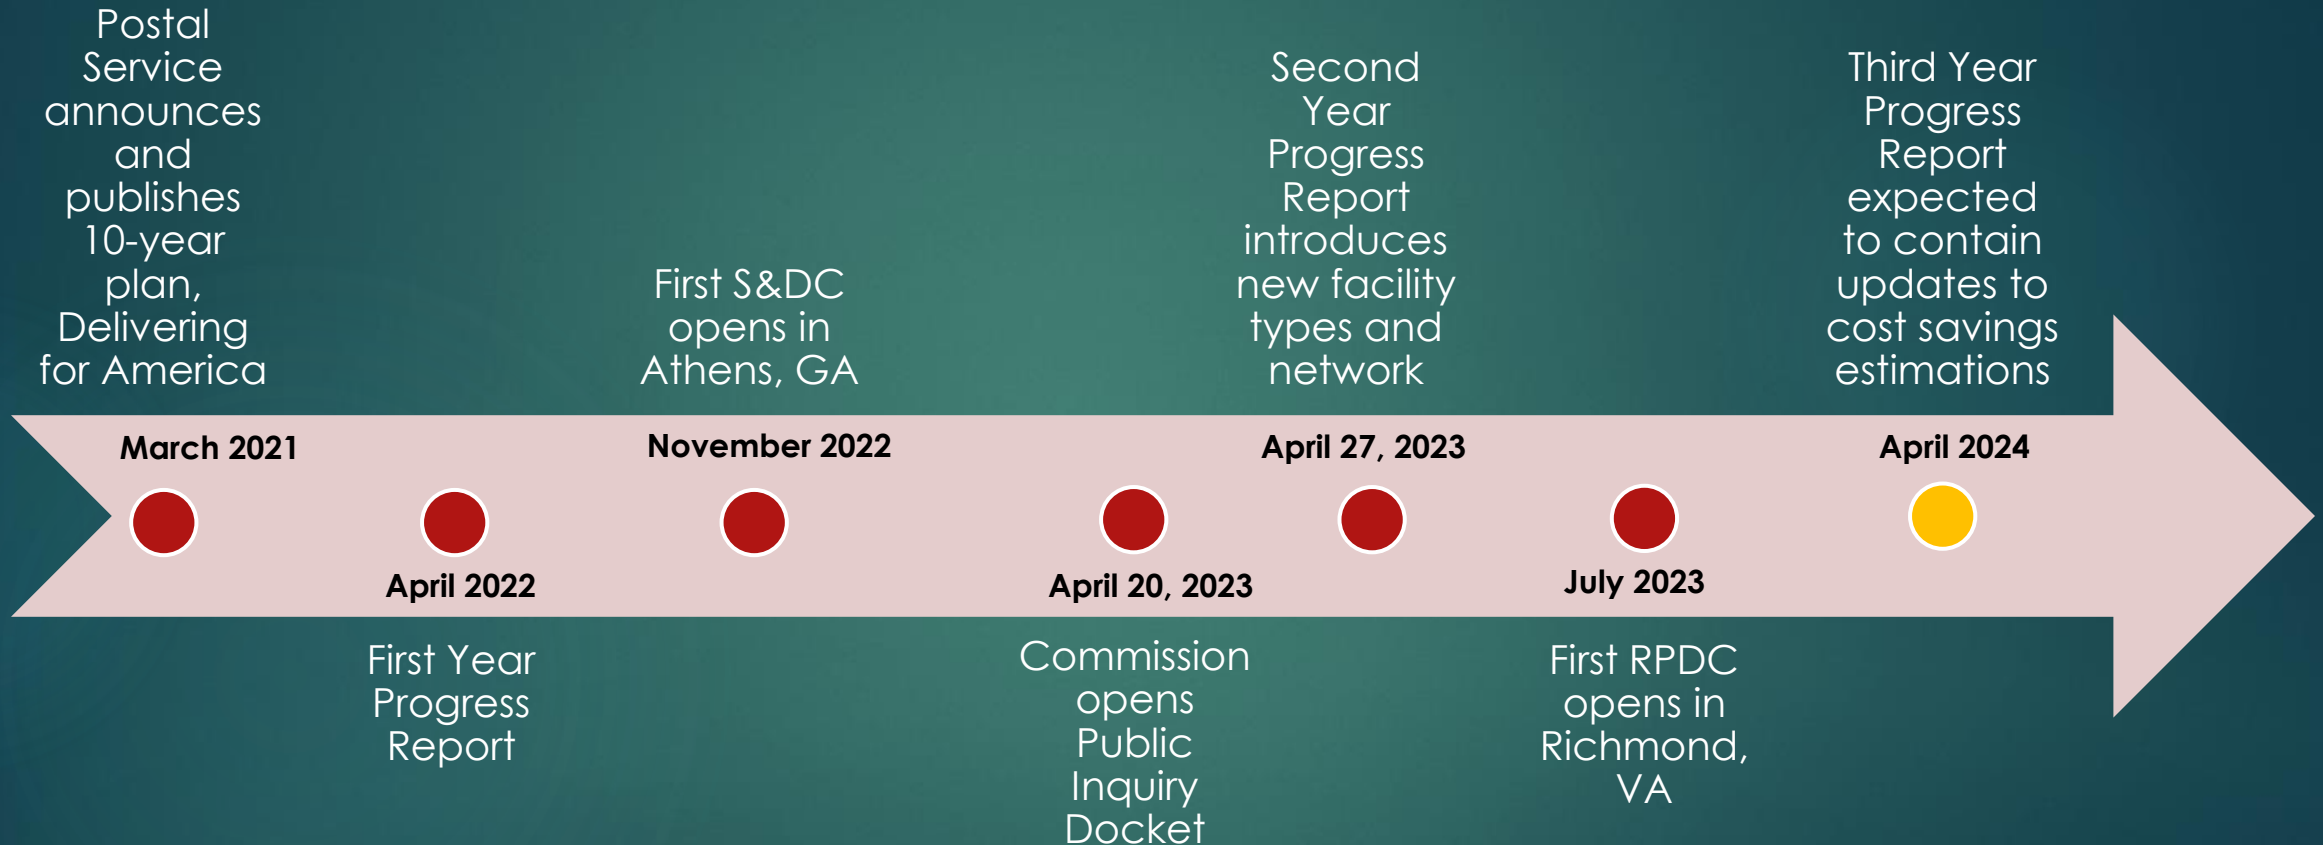 Postal
Service
announces
and
publishes
10-year
plan,
Delivering
for America
March 2021
April 2022
First Year
Progress
Report
First S&DC
opens in
Athens, GA
November 2022
April 20, 2023
Commission
opens
Public
Inquiry
Docket
Second
Year
Progress
Report
introduces
new facility
types and
network
April 27, 2023
July 2023
First RPDC
opens in
Richmond,
VA
Third Year
Progress
Report
expected
to contain
updates to
cost savings
estimations
April 2024